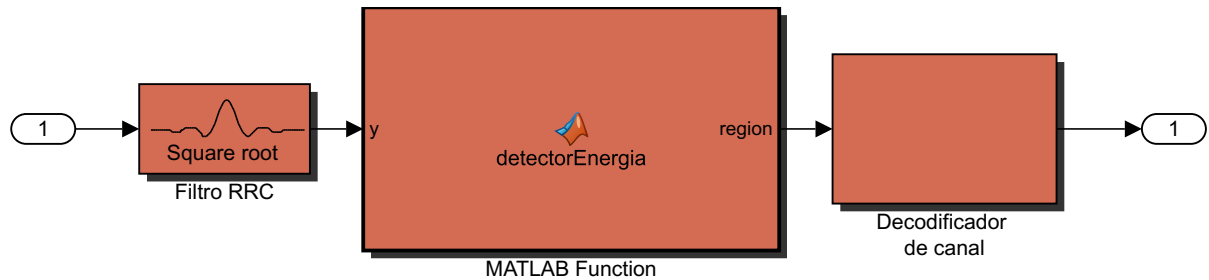 1
Square root
Filtro RRC
y
detectorEnergia
region
MATLAB Function
Decodificador
de canal
1